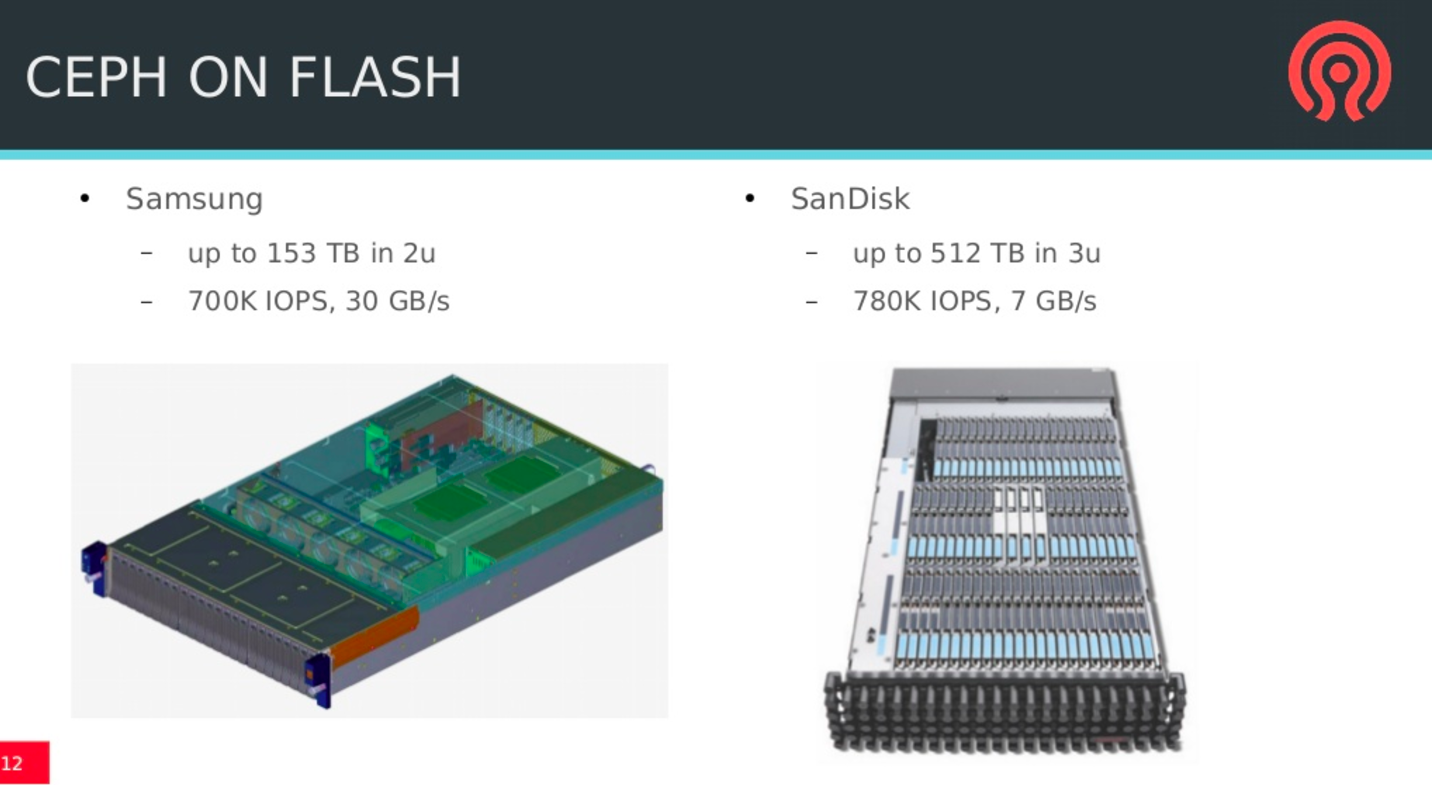 CEPH ON FLASH
• Samsung
– up to 153 TB in 2u
– 700K IOPS, 30 GB/s
• SanDisk
– up to 512 TB in 3u
– 780K IOPS, 7 GB/s
12